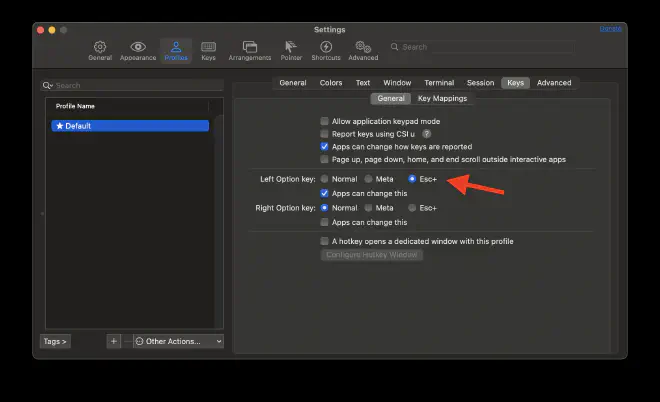 Settings
Donate
General Appearance Profiles Keys Arrangements Pointer Shortcuts Advanced
Search
Search
Profile Name
★ Default
General Colors Text Window Terminal Session Keys Advanced
General Key Mappings
Allow application keypad mode
Report keys using CSI u ?
Apps can change how keys are reported
Page up, page down, home, and end scroll outside interactive apps
Left Option key: Normal Meta Esc+
Apps can change this
Right Option key: Normal Meta Esc+
Apps can change this
A hotkey opens a dedicated window with this profile
Configure Hotkey Window
Tags > + Other Actions...